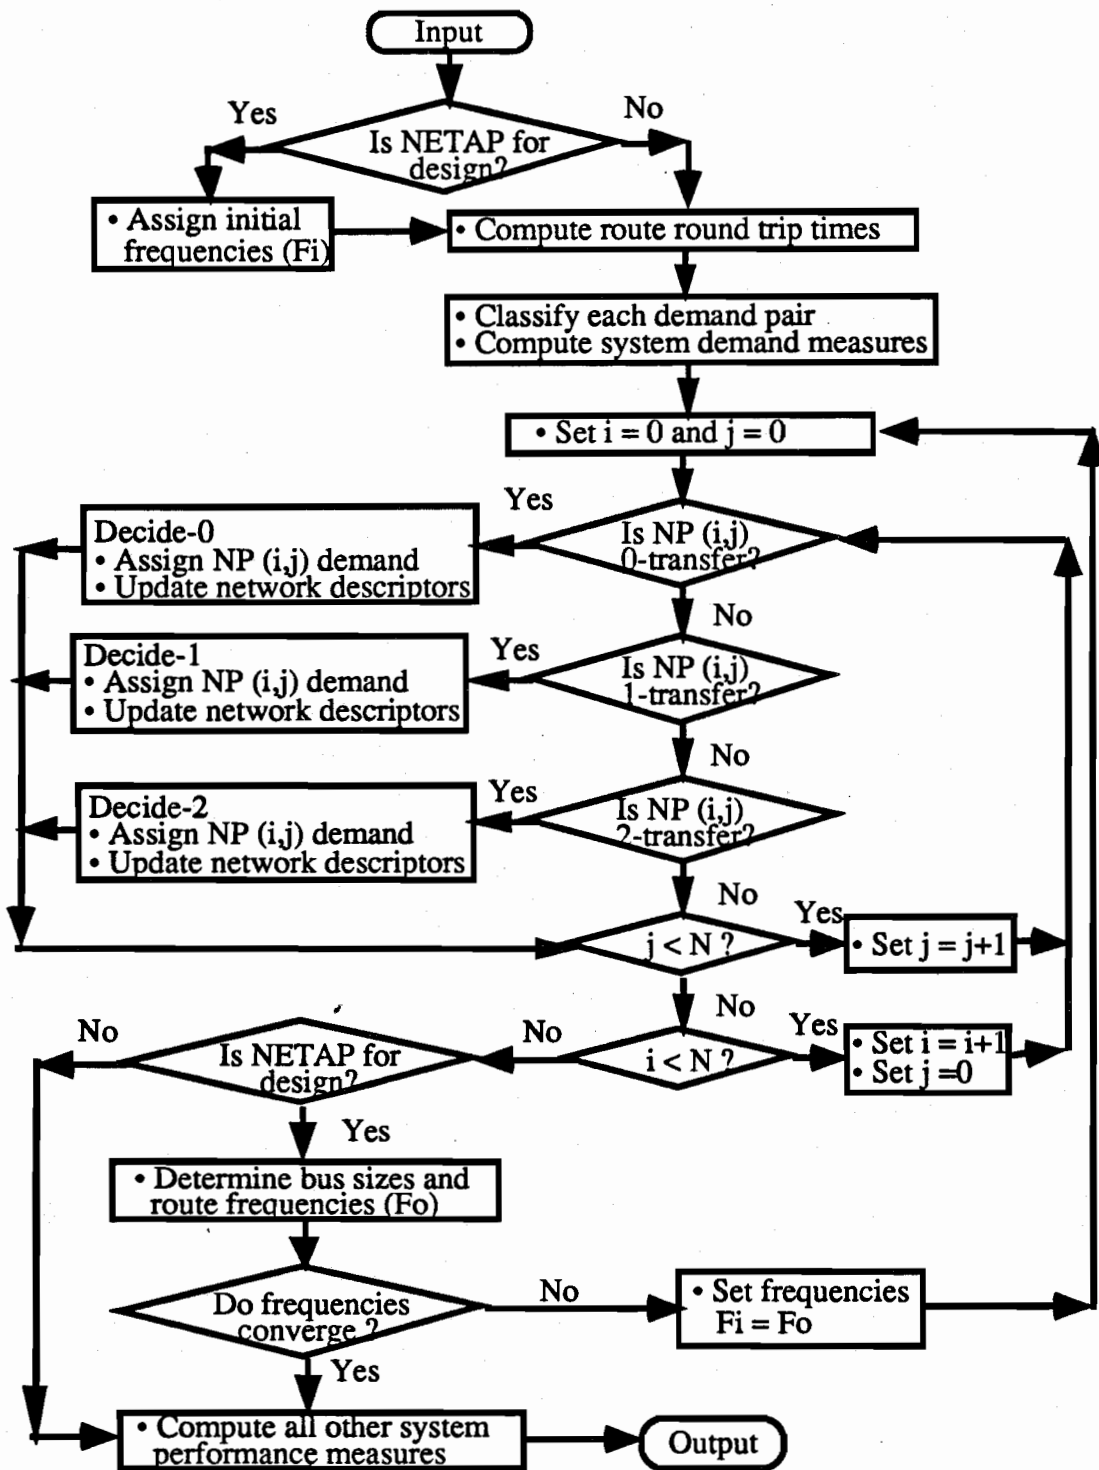 Input
Yes
No
Is NETAP for
design?
• Assign initial
frequencies (Fi)
• Compute route round trip times
• Classify each demand pair
• Compute system demand measures
• Set i = 0 and j = 0
Yes
Is NP (i,j)
0-transfer?
Decide-0
• Assign NP (i,j) demand
• Update network descriptors
No
Yes
Is NP (i,j)
1-transfer?
Decide-1
• Assign NP (i,j) demand
• Update network descriptors
No
Yes
Is NP (i,j)
2-transfer?
Decide-2
• Assign NP (i,j) demand
• Update network descriptors
No
j < N ?
Yes
• Set j = j+1
No
i < N ?
Yes
• Set i = i+1
• Set j =0
No
Is NETAP for
design?
No
Yes
• Determine bus sizes and
route frequencies (Fo)
Do frequencies
converge ?
No
• Set frequencies
Fi = Fo
Yes
• Compute all other system
performance measures
Output